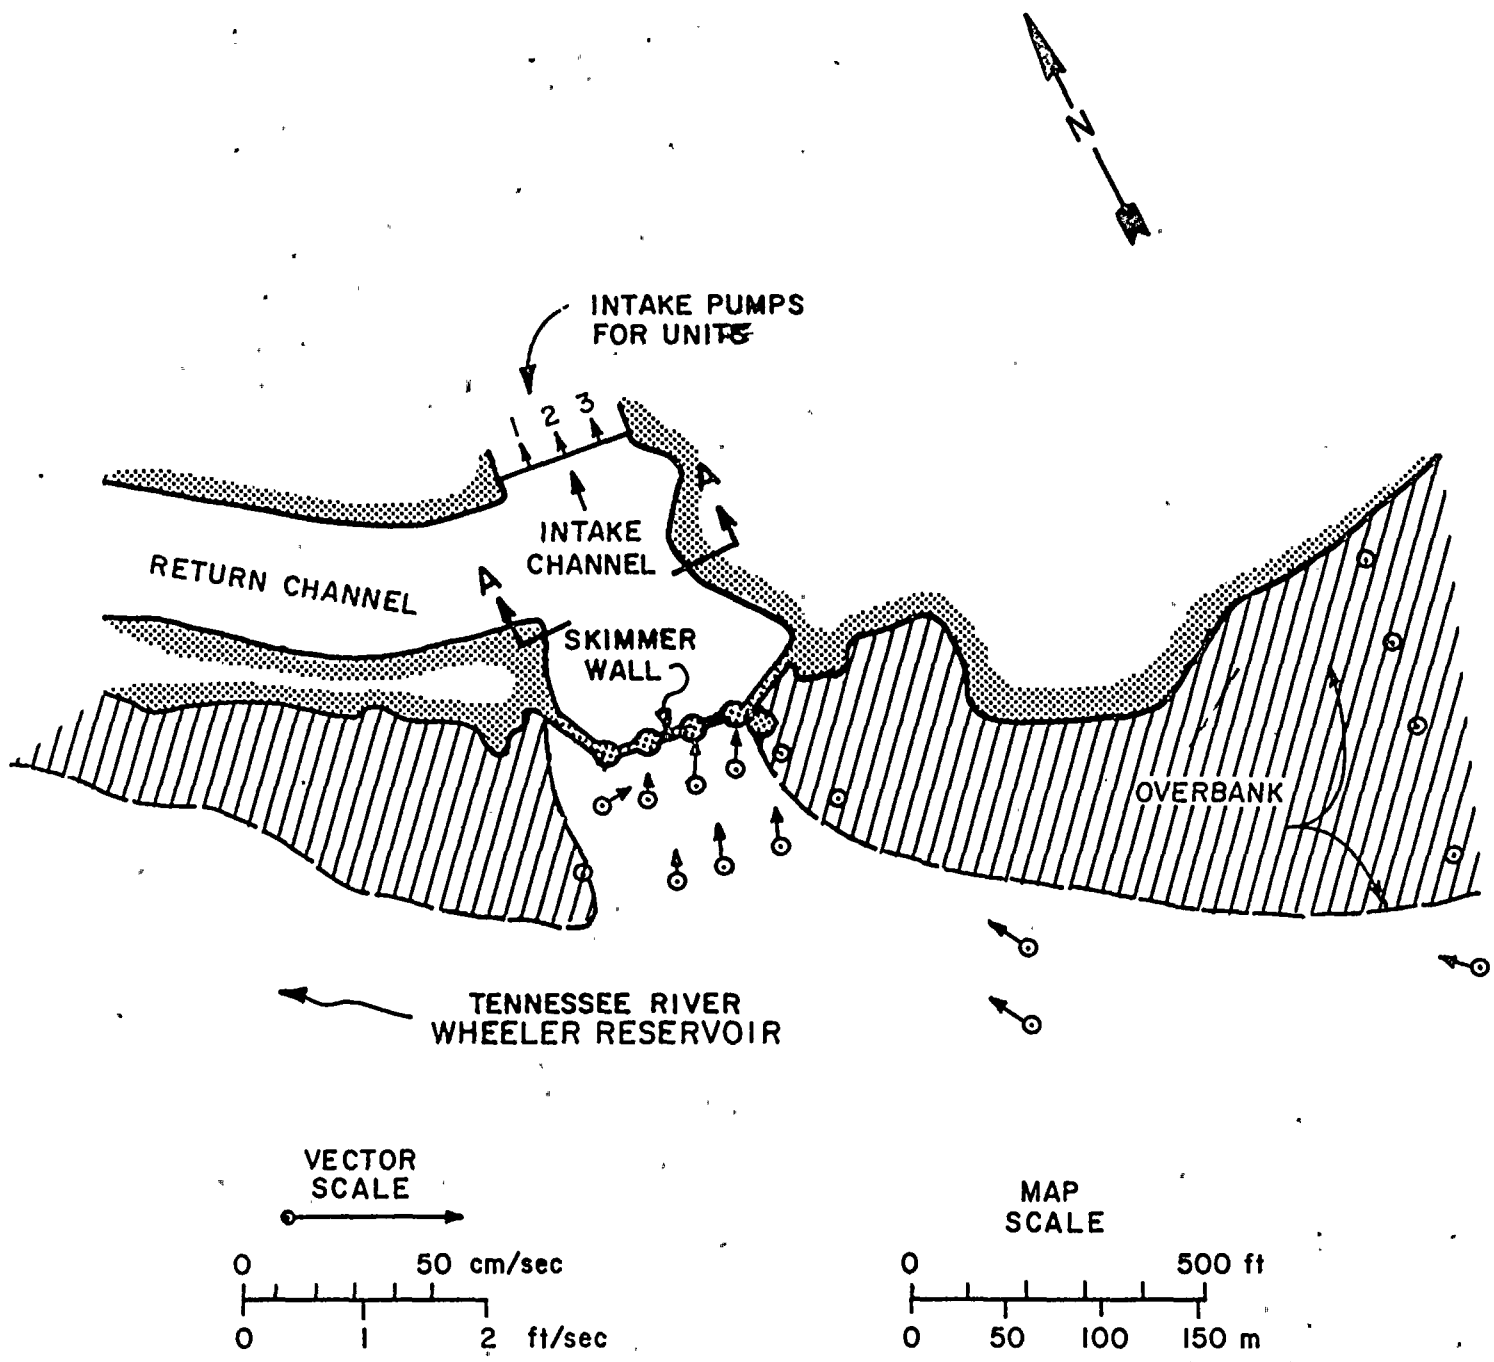 N
INTAKE PUMPS
FOR UNITS
1 2 3
A
INTAKE
CHANNEL
RETURN CHANNEL
A
SKIMMER
WALL
OVERBANK
TENNESSEE RIVER
WHEELER RESERVOIR
VECTOR
SCALE
0 50 cm/sec
0 1 2 ft/sec
MAP
SCALE
0 500 ft
0 50 100 150 m